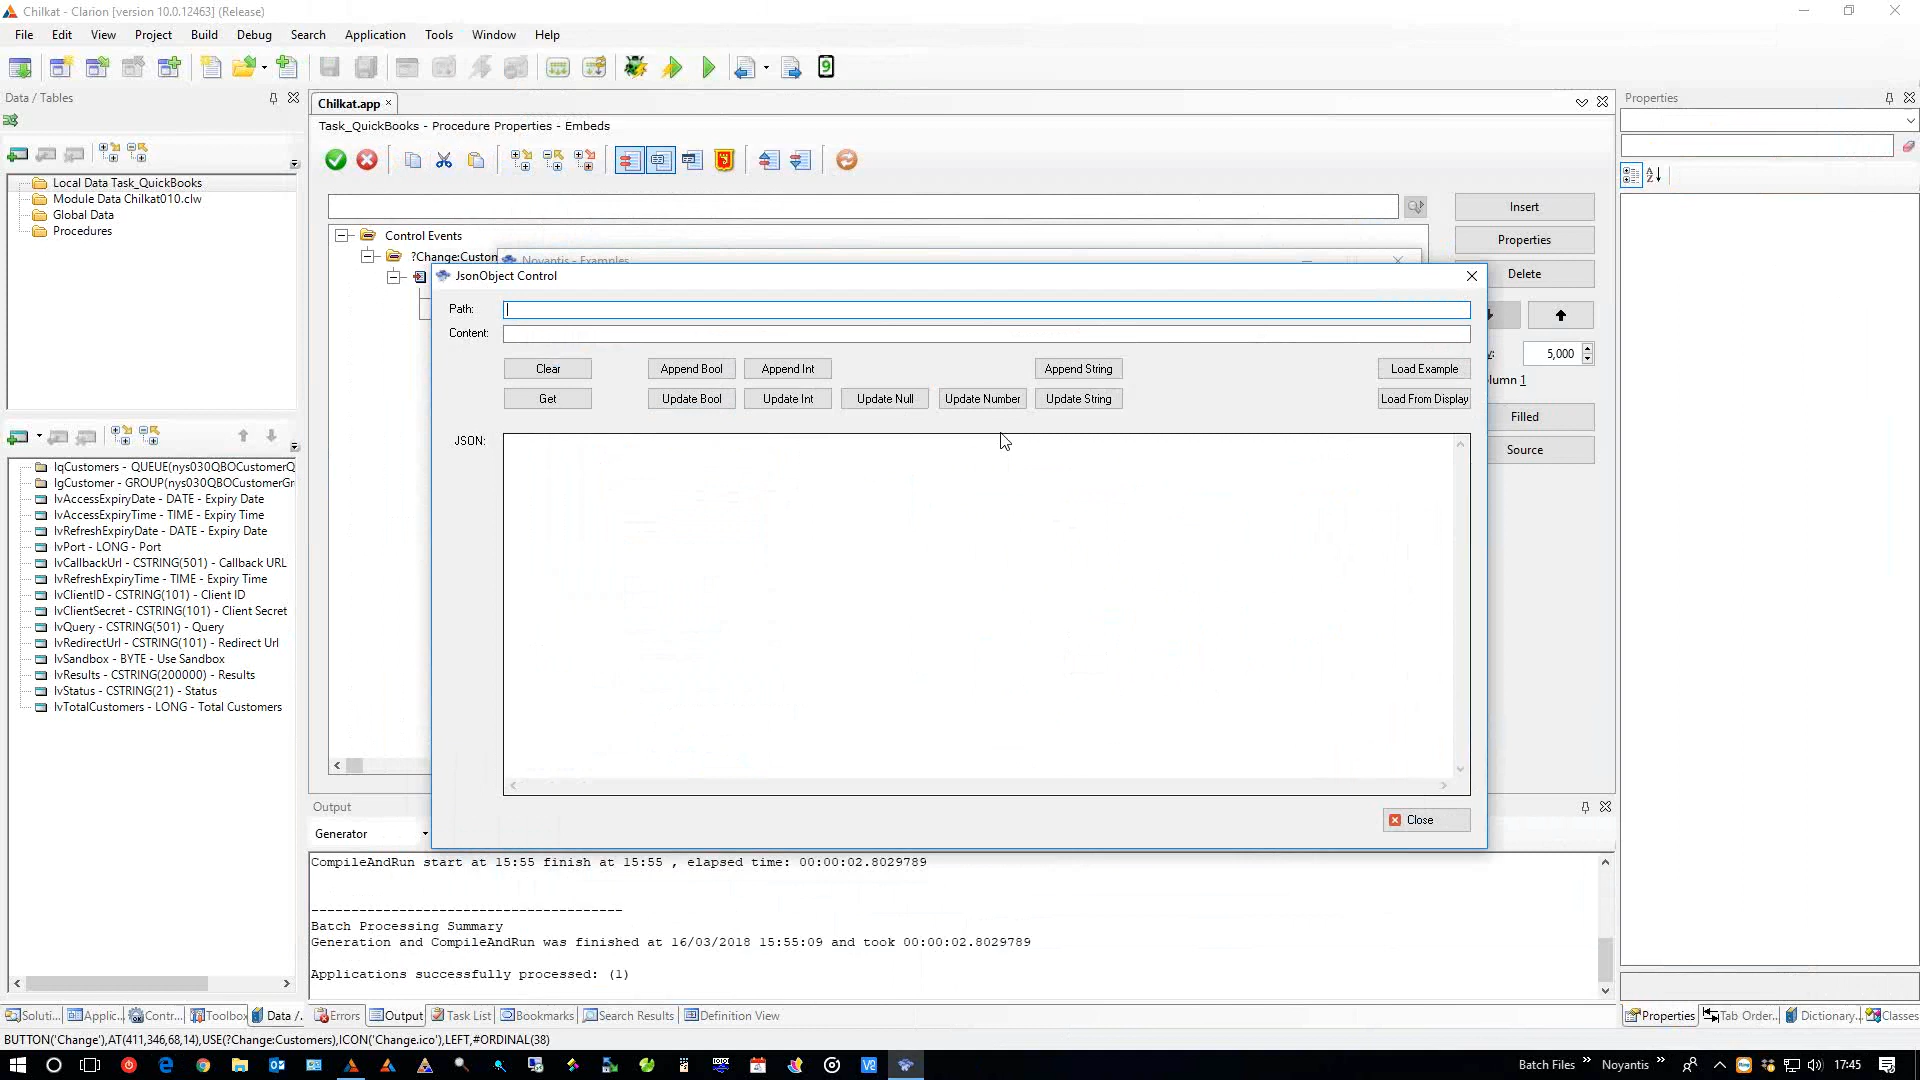 Chilkat - Clarion [version 10.0.12463] (Release)
File Edit View Project Build Debug Search Application Tools Window Help
Data / Tables
Chilkat.app
Properties
Task_QuickBooks - Procedure Properties - Embeds
Local Data Task_QuickBooks
Module Data Chilkat010.clw
Global Data
Procedures
Insert
Properties
Delete
5,000
lumn 1
Filled
Source
Control Events
?Change:Custom
Novantis - Examples
JsonObject Control
Path:
Content:
Clear
Append Bool
Append Int
Append String
Load Example
Get
Update Bool
Update Int
Update Null
Update Number
Update String
Load From Display
JSON:
Close
lqCustomers - QUEUE(nys030QBOCustomerQ
lgCustomer - GROUP(nys030QBOCustomerGr
lvAccessExpiryDate - DATE - Expiry Date
lvAccessExpiryTime - TIME - Expiry Time
lvRefreshExpiryDate - DATE - Expiry Date
lvPort - LONG - Port
lvCallbackUrl - CSTRING(501) - Callback URL
lvRefreshExpiryTime - TIME - Expiry Time
lvClientID - CSTRING(101) - Client ID
lvClientSecret - CSTRING(101) - Client Secret
lvQuery - CSTRING(501) - Query
lvRedirectUrl - CSTRING(101) - Redirect Url
lvSandbox - BYTE - Use Sandbox
lvResults - CSTRING(200000) - Results
lvStatus - CSTRING(21) - Status
lvTotalCustomers - LONG - Total Customers
Output
Generator
CompileAndRun start at 15:55 finish at 15:55 , elapsed time: 00:00:02.8029789
---------------------------------------
Batch Processing Summary
Generation and CompileAndRun was finished at 16/03/2018 15:55:09 and took 00:00:02.8029789
Applications successfully processed: (1)
Soluti... Applic... Contr... Toolbox Data /... Errors Output Task List Bookmarks Search Results Definition View Properties Tab Order... Dictionary... Classes
BUTTON('Change'),AT(411,346,68,14),USE(?Change:Customers),ICON('Change.ico'),LEFT,#ORDINAL(38)
Batch Files Noyantis 17:45